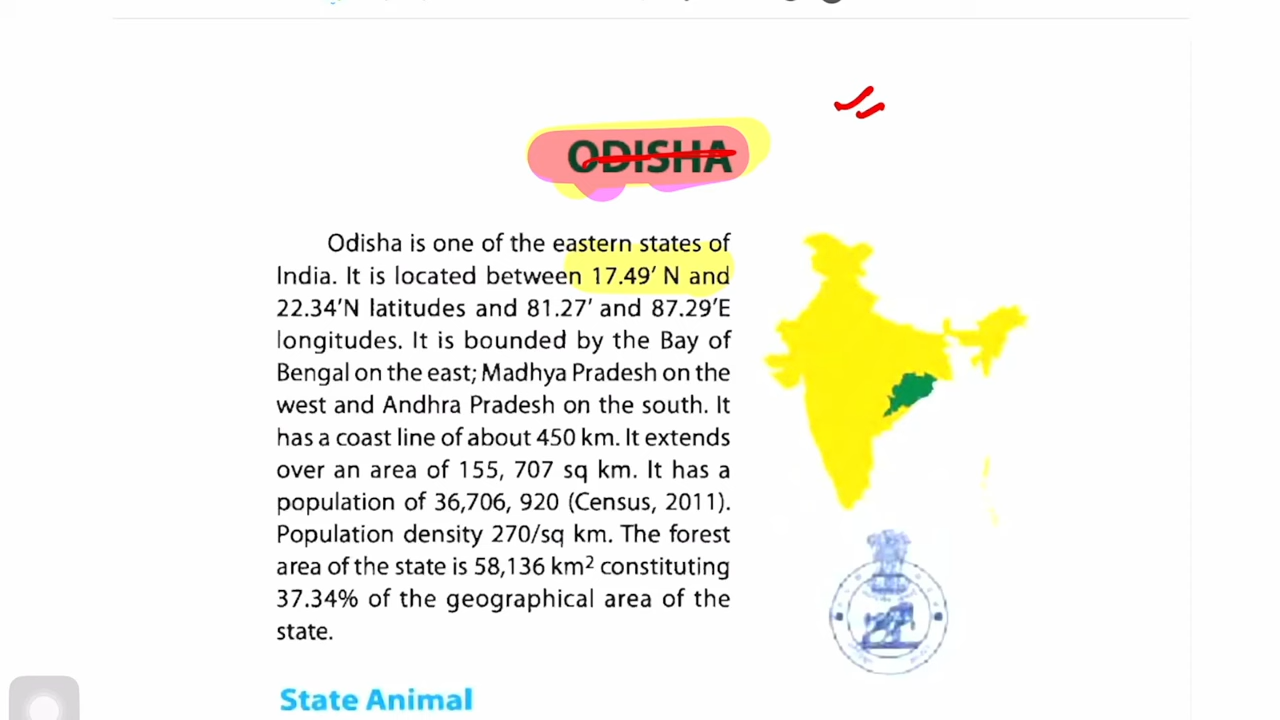 ODISHA
Odisha is one of the eastern states of
India. It is located between 17.49′ N and
22.34′N latitudes and 81.27′ and 87.29′E
longitudes. It is bounded by the Bay of
Bengal on the east; Madhya Pradesh on the
west and Andhra Pradesh on the south. It
has a coast line of about 450 km. It extends
over an area of 155, 707 sq km. It has a
population of 36,706, 920 (Census, 2011).
Population density 270/sq km. The forest
area of the state is 58,136 km² constituting
37.34% of the geographical area of the
state.
State Animal